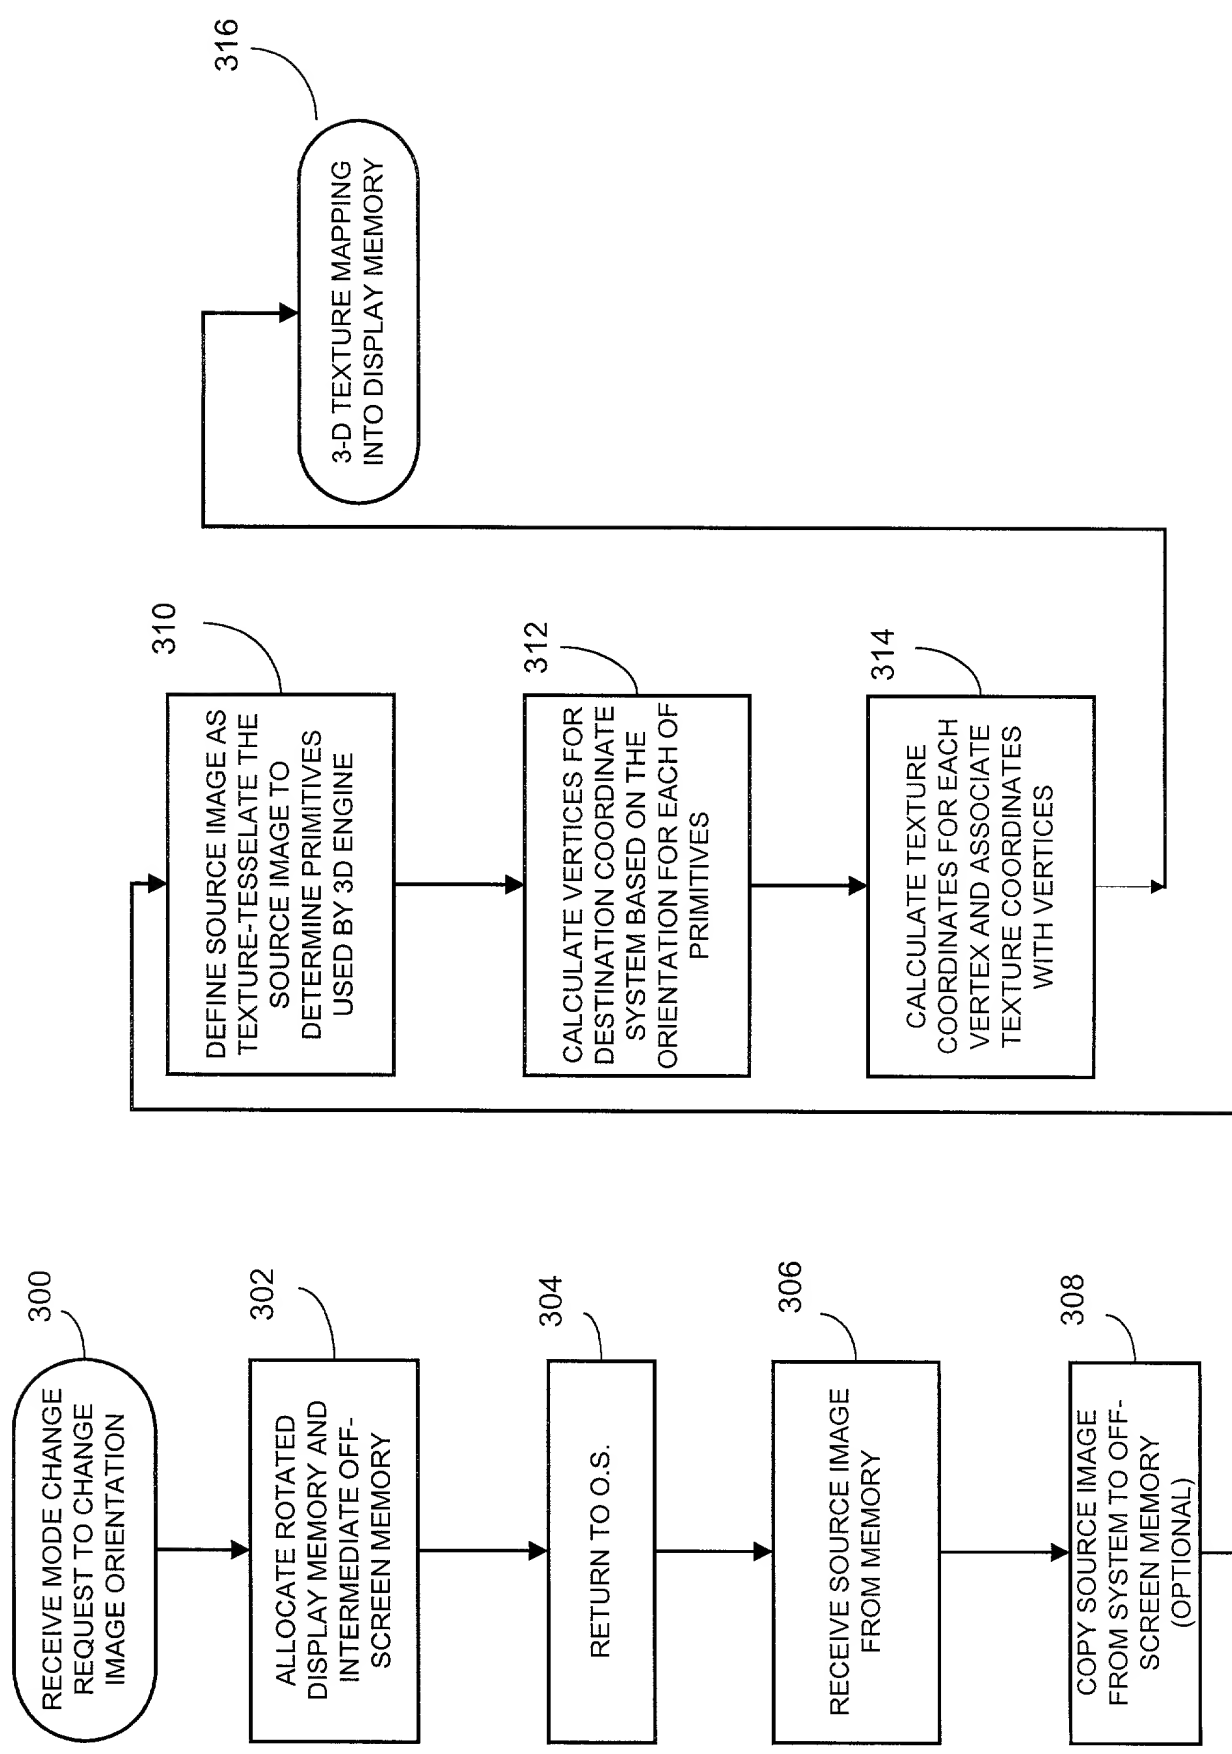 300
RECEIVE MODE CHANGE
REQUEST TO CHANGE
IMAGE ORIENTATION
302
ALLOCATE ROTATED
DISPLAY MEMORY AND
INTERMEDIATE OFF-
SCREEN MEMORY
304
RETURN TO O.S.
306
RECEIVE SOURCE IMAGE
FROM MEMORY
308
COPY SOURCE IMAGE
FROM SYSTEM TO OFF-
SCREEN MEMORY
(OPTIONAL)
310
DEFINE SOURCE IMAGE AS
TEXTURE-TESSELATE THE
SOURCE IMAGE TO
DETERMINE PRIMITIVES
USED BY 3D ENGINE
312
CALCULATE VERTICES FOR
DESTINATION COORDINATE
SYSTEM BASED ON THE
ORIENTATION FOR EACH OF
PRIMITIVES
314
CALCULATE TEXTURE
COORDINATES FOR EACH
VERTEX AND ASSOCIATE
TEXTURE COORDINATES
WITH VERTICES
316
3-D TEXTURE MAPPING
INTO DISPLAY MEMORY